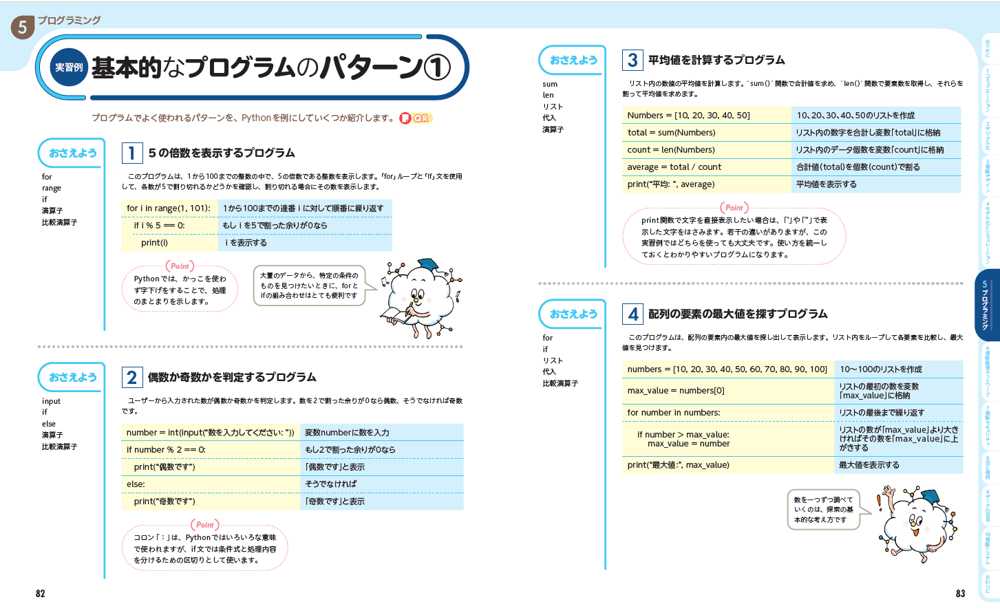 5
プログラミング
実習例
基本的なプログラムのパターン①
プログラムでよく使われるパターンを、Pythonを例にしていくつか紹介します。 QR
おさえよう
for
range
if
演算子
比較演算子
1 5の倍数を表示するプログラム
このプログラムは、1から100までの整数の中で、5の倍数である整数を表示します。「for」ループと「If」文を使用
して、各数が5で割り切れるかどうかを確認し、割り切れる場合にその数を表示します。
for i in range(1, 101): 1から100までの連番 i に対して順番に繰り返す
if i % 5 == 0: もし i を5で割った余りが0なら
print(i) i を表示する
Point
Pythonでは、かっこを使わ
ず字下げをすることで、処理
のまとまりを示します。
大量のデータから、特定の条件の
ものを見つけたいときに、forと
ifの組み合わせはとても便利です
おさえよう
input
if
else
演算子
比較演算子
2 偶数か奇数かを判定するプログラム
ユーザーから入力された数が偶数か奇数かを判定します。数を2で割った余りが0なら偶数、そうでなければ奇数
です。
number = int(input(“数を入力してください: ”)) 変数numberに数を入力
if number % 2 == 0: もし2で割った余りが0なら
print(“偶数です”) 「偶数です」と表示
else: そうでなければ
print(“奇数です”) 「奇数です」と表示
Point
コロン「：」は、Pythonではいろいろな意味
で使われますが、if文では条件式と処理内容
を分けるための区切りとして使います。
82
おさえよう
sum
len
リスト
代入
演算子
3 平均値を計算するプログラム
リスト内の数値の平均値を計算します。`sum()`関数で合計値を求め、`len()`関数で要素数を取得し、それらを
割って平均値を求めます。
Numbers = [10, 20, 30, 40, 50] 10、20、30、40、50のリストを作成
total = sum(Numbers) リスト内の数字を合計し変数「total」に格納
count = len(Numbers) リスト内のデータ個数を変数「count」に格納
average = total / count 合計値(total)を個数(count)で割る
print(“平均: ”, average) 平均値を表示する
Point
print関数で文字を直接表示したい場合は、「'」や「"」で表
示した文字をはさみます。若干の違いがありますが、この
実習例ではどちらを使っても大丈夫です。使い方を統一し
ておくとわかりやすいプログラムになります。
おさえよう
for
if
リスト
代入
比較演算子
4 配列の要素の最大値を探すプログラム
このプログラムは、配列の要素内の最大値を探し出して表示します。リスト内をループして各要素を比較し、最大
値を見つけます。
numbers = [10, 20, 30, 40, 50, 60, 70, 80, 90, 100] 10〜100のリストを作成
max_value = numbers[0] リストの最初の数を変数
「max_value」に格納
for number in numbers: リストの最後まで繰り返す
if number > max_value: リストの数が「max_value」より大き
max_value = number ければその数を「max_value」に上
がきする
print(“最大値:”, max_value) 最大値を表示する
数を一つずつ調べて
いくのは、探索の基
本的な考え方です
83
はじめに
1 コミュニケーション
2 デジタル化
3 情報デザイン
4 モデル化とシミュレーション
5 プログラミング
6 情報通信ネットワーク
7 情報セキュリティ
8 法と権利
9 データの活用
10 情報システム
おわりに